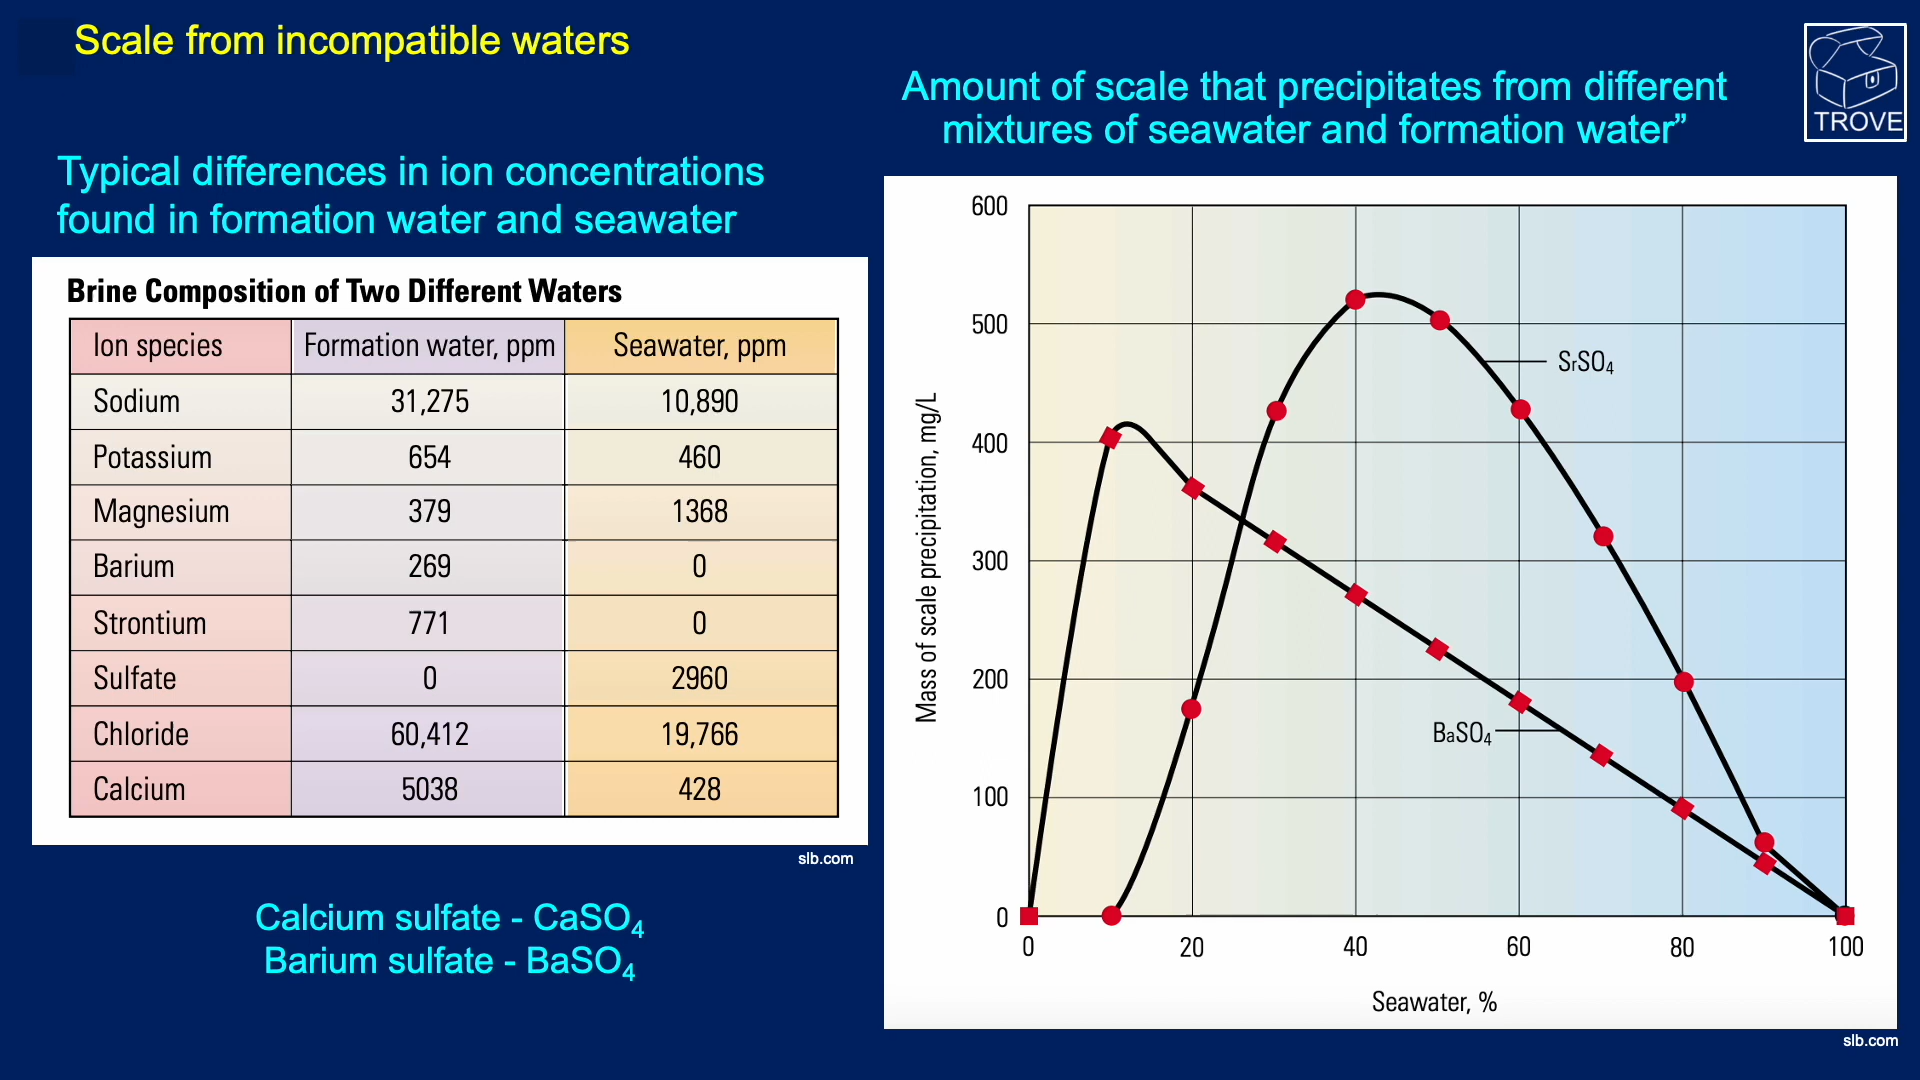 Scale from incompatible waters
TROVE
Typical differences in ion concentrations
found in formation water and seawater
Brine Composition of Two Different Waters
Ion species Formation water, ppm Seawater, ppm
Sodium 31,275 10,890
Potassium 654 460
Magnesium 379 1368
Barium 269 0
Strontium 771 0
Sulfate 0 2960
Chloride 60,412 19,766
Calcium 5038 428
slb.com
Calcium sulfate - CaSO₄
Barium sulfate - BaSO₄
Amount of scale that precipitates from different
mixtures of seawater and formation water”
Mass of scale precipitation, mg/L
600
500
400
300
200
100
0
SrSO₄
BaSO₄
0 20 40 60 80 100
Seawater, %
slb.com